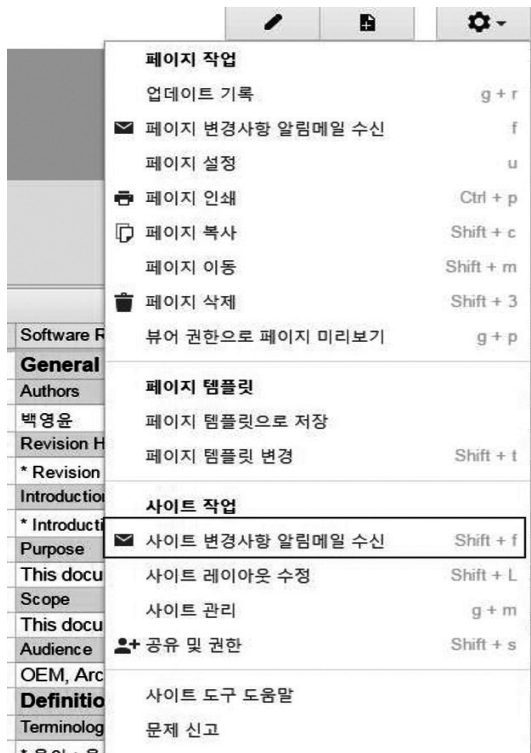 페이지 작업
업데이트 기록 g + r
페이지 변경사항 알림메일 수신 f
페이지 설정 u
페이지 인쇄 Ctrl + p
페이지 복사 Shift + c
페이지 이동 Shift + m
페이지 삭제 Shift + 3
뷰어 권한으로 페이지 미리보기 g + p
페이지 템플릿
페이지 템플릿으로 저장
페이지 템플릿 변경 Shift + t
사이트 작업
사이트 변경사항 알림메일 수신 Shift + f
사이트 레이아웃 수정 Shift + L
사이트 관리 g + m
공유 및 권한 Shift + s
사이트 도구 도움말
문제 신고
Software R
General
Authors
백영윤
Revision H
* Revision
Introduction
* Introducti
Purpose
This docu
Scope
This docu
Audience
OEM, Arc
Definitio
Terminolog